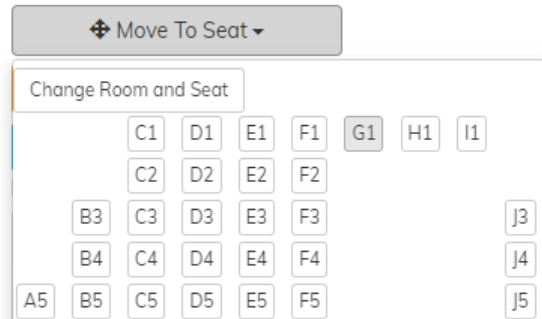 Move To Seat
Change Room and Seat
C1 D1 E1 F1 G1 H1 I1
C2 D2 E2 F2
B3 C3 D3 E3 F3 J3
B4 C4 D4 E4 F4 J4
A5 B5 C5 D5 E5 F5 J5